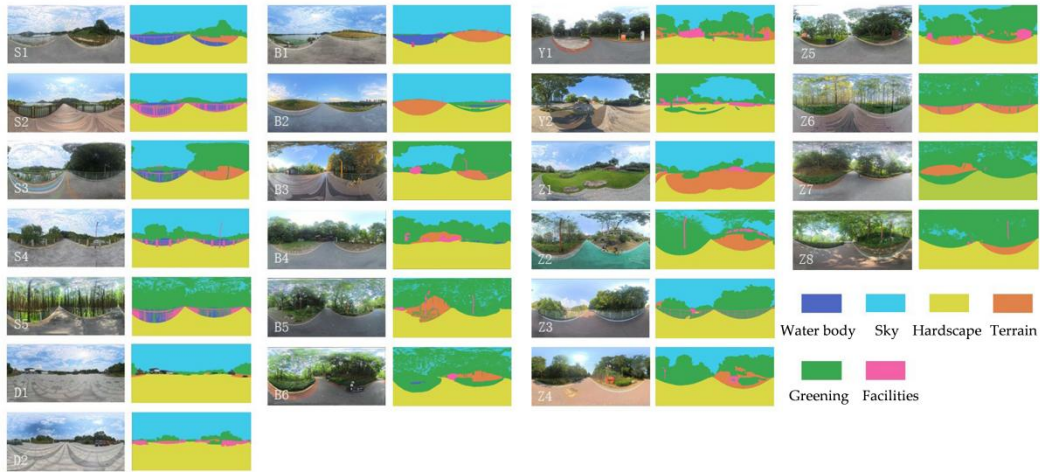 S1
S2
S3
S4
S5
D1
D2
B1
B2
B3
B4
B5
B6
Y1
Y2
Z1
Z2
Z3
Z4
Z5
Z6
Z7
Z8
Water body Sky Hardscape Terrain
Greening Facilities